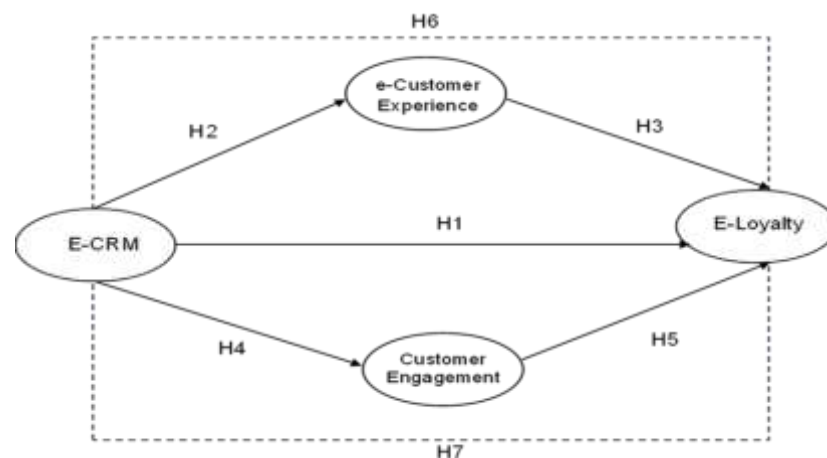 H6
e-Customer
Experience
H2
H3
E-CRM
H1
E-Loyalty
H4
Customer
Engagement
H5
H7